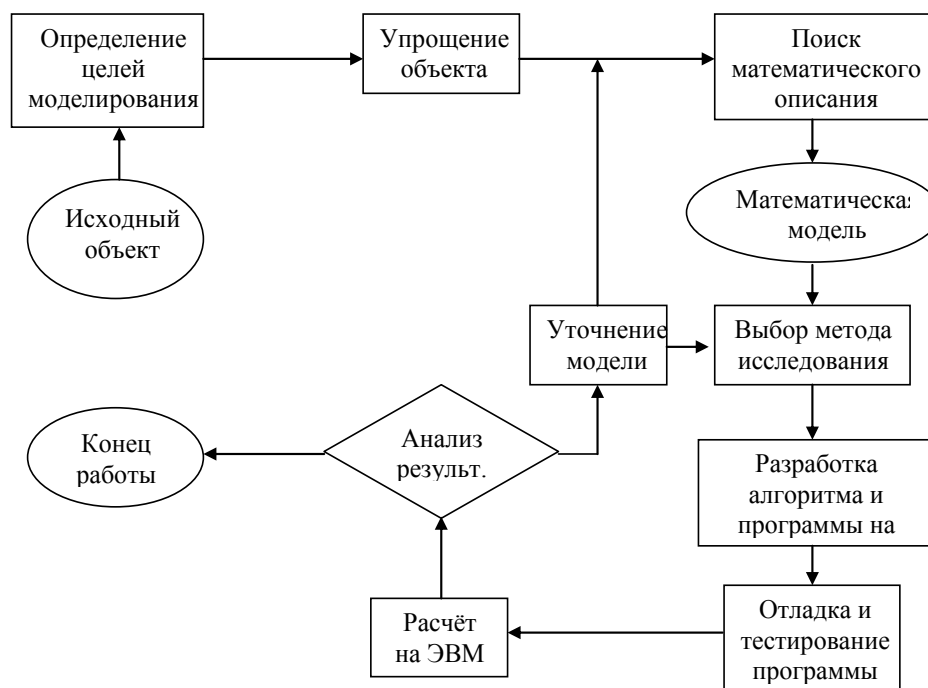 Определение
целей
моделирования
Упрощение
объекта
Поиск
математического
описания
Исходный
объект
Математическая
модель
Уточнение
модели
Выбор метода
исследования
Конец
работы
Анализ
результ.
Разработка
алгоритма и
программы на
Расчёт
на ЭВМ
Отладка и
тестирование
программы